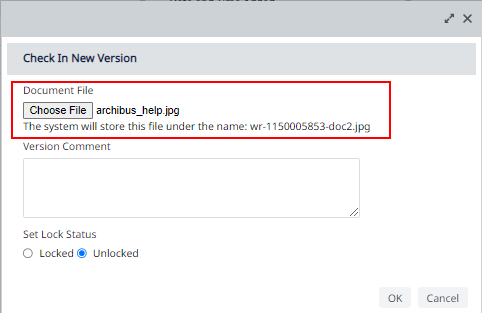 Check In New Version
Document File
Choose File archibus_help.jpg
The system will store this file under the name: wr-1150005853-doc2.jpg
Version Comment
Set Lock Status
Locked Unlocked
OK Cancel